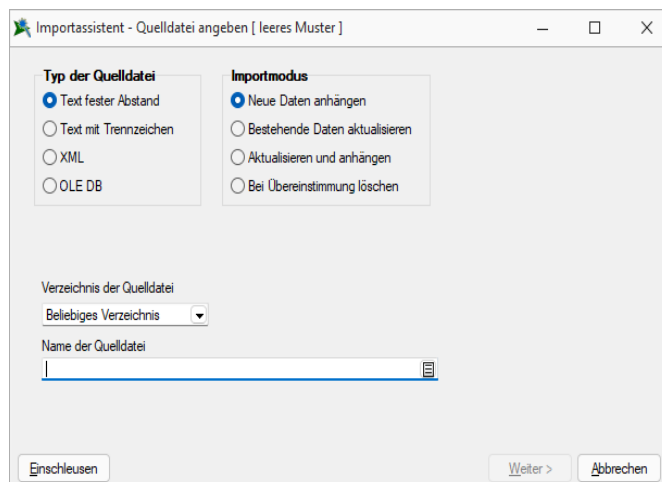 Importassistent - Quelldatei angeben [ leeres Muster ]
Typ der Quelldatei
Text fester Abstand
Text mit Trennzeichen
XML
OLE DB
Importmodus
Neue Daten anhängen
Bestehende Daten aktualisieren
Aktualisieren und anhängen
Bei Übereinstimmung löschen
Verzeichnis der Quelldatei
Beliebiges Verzeichnis
Name der Quelldatei
Einschleusen
Weiter >
Abbrechen